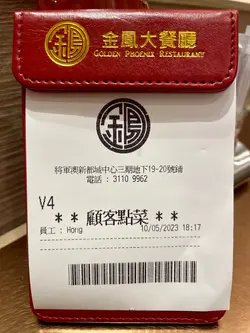 金鳳大餐廳
GOLDEN PHOENIX RESTAURANT
將軍澳新都城中心三期地下19-20號鋪
電話 : 3110 9962
V4
** 顧客點菜 **
員工 : Hong 10/05/2023 18:17